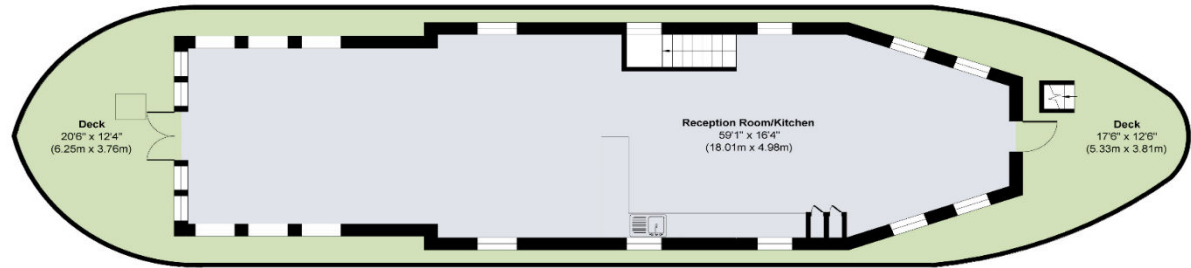 Deck
20'6" x 12'4"
(6.25m x 3.76m)
Reception Room/Kitchen
59'1" x 16'4"
(18.01m x 4.98m)
Deck
17'6" x 12'6"
(5.33m x 3.81m)